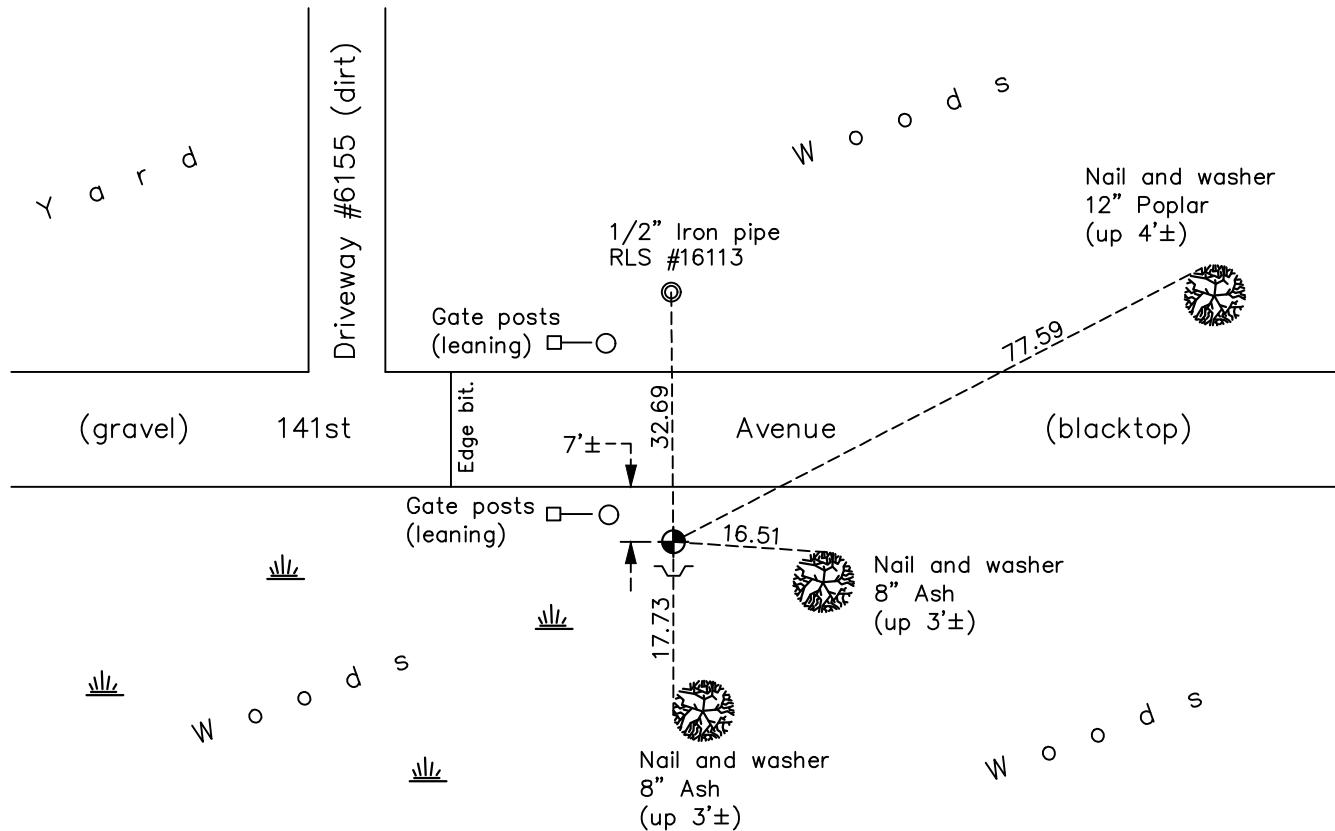 Driveway #6155 (dirt)
Yard
Woods
Nail and washer
12" Poplar
(up 4'±)
1/2" Iron pipe
RLS #16113
Gate posts
(leaning)
77.59
32.69
(gravel)
141st
Edge bit.
Avenue
(blacktop)
7'±
Gate posts
(leaning)
16.51
Nail and washer
8" Ash
(up 3'±)
17.73
Woods
Woods
Nail and washer
8" Ash
(up 3'±)